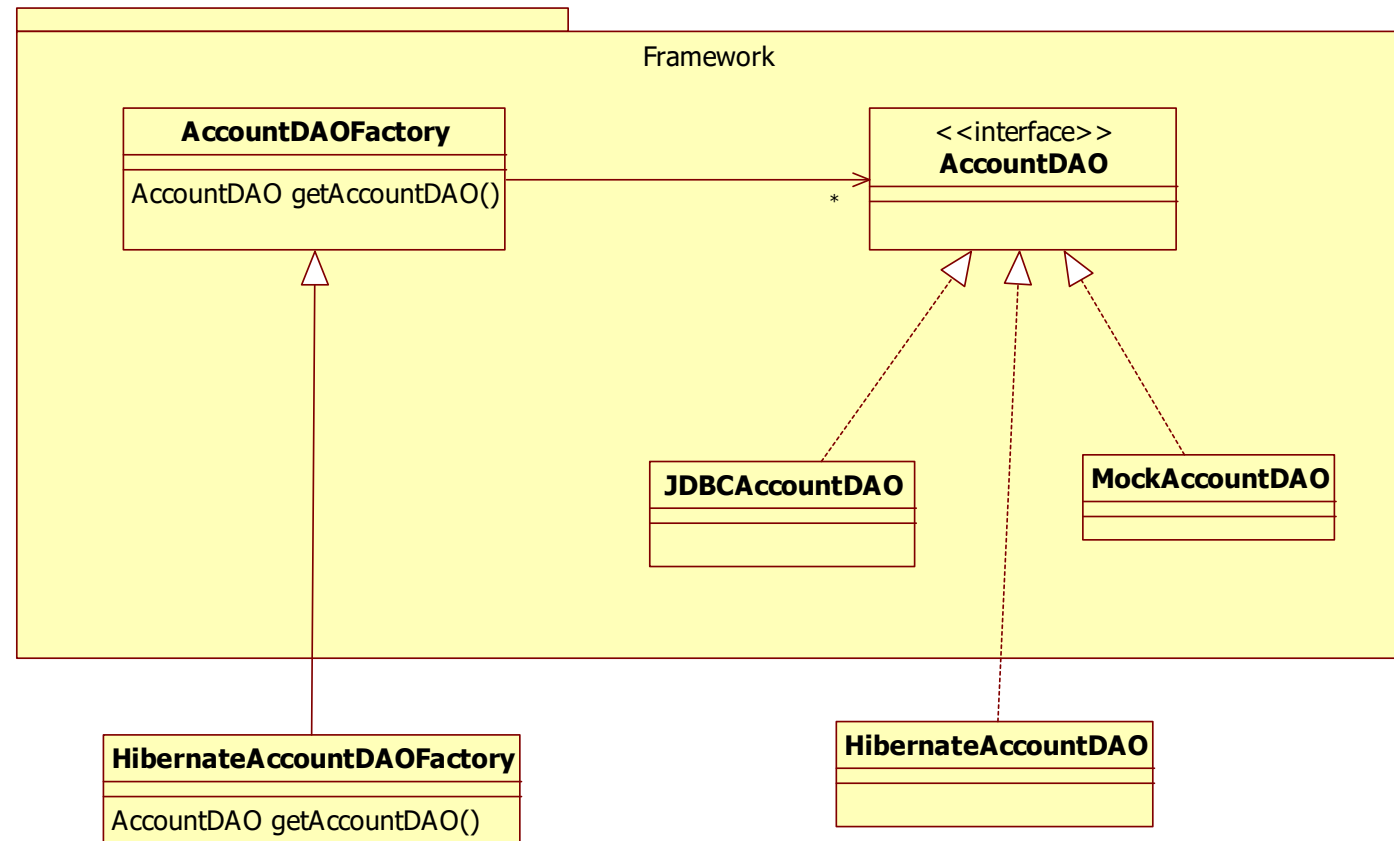 Framework
AccountDAOFactory
AccountDAO getAccountDAO()
<<interface>>
AccountDAO
*
JDBCAccountDAO
MockAccountDAO
HibernateAccountDAOFactory
AccountDAO getAccountDAO()
HibernateAccountDAO